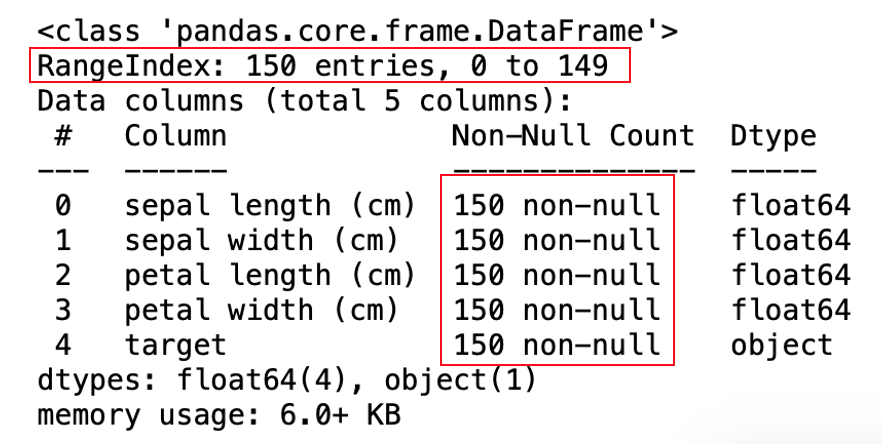 <class 'pandas.core.frame.DataFrame'>
RangeIndex: 150 entries, 0 to 149
Data columns (total 5 columns):
 #   Column             Non-Null Count  Dtype
---  ------             --------------  -----
 0   sepal length (cm)  150 non-null    float64
 1   sepal width (cm)   150 non-null    float64
 2   petal length (cm)  150 non-null    float64
 3   petal width (cm)   150 non-null    float64
 4   target             150 non-null    object
dtypes: float64(4), object(1)
memory usage: 6.0+ KB